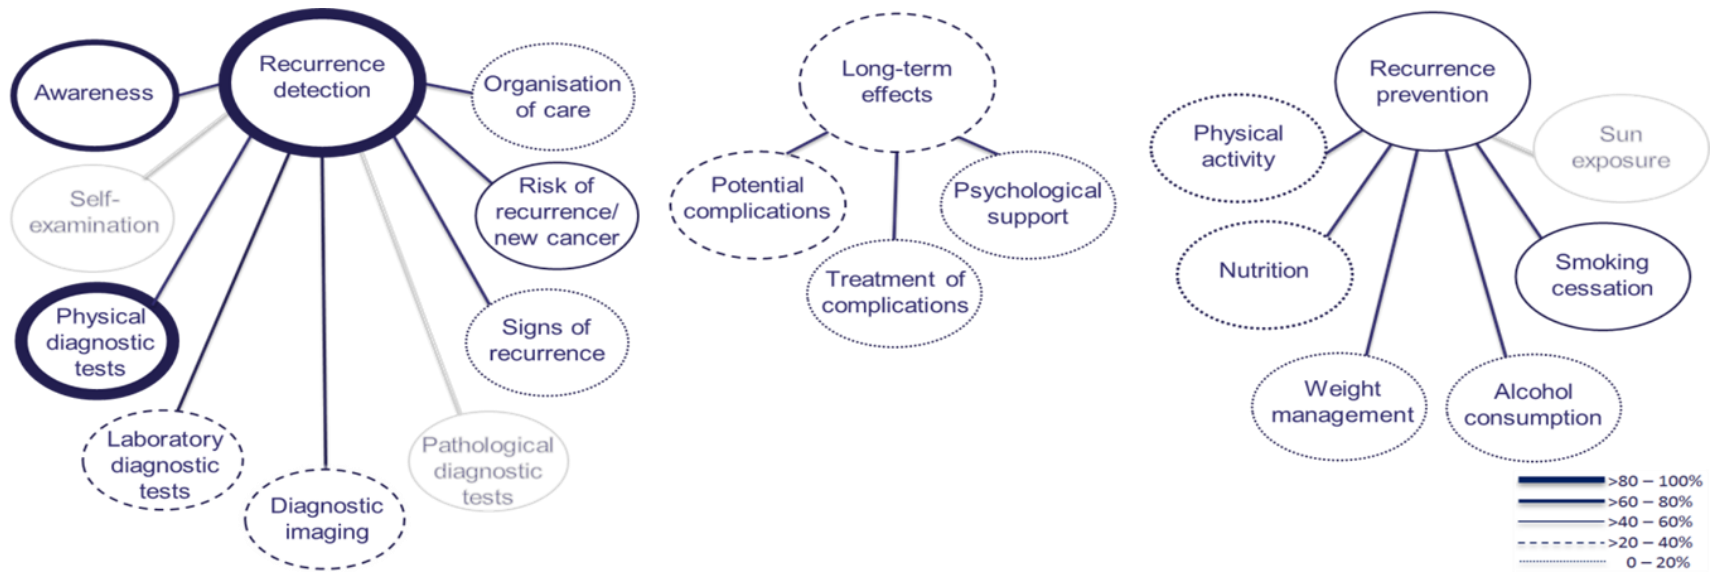 Recurrence
detection
Awareness
Organisation
of care
Self-
examination
Risk of
recurrence/
new cancer
Physical
diagnostic
tests
Signs of
recurrence
Laboratory
diagnostic
tests
Pathological
diagnostic
tests
Diagnostic
imaging
Long-term
effects
Potential
complications
Psychological
support
Treatment of
complications
Recurrence
prevention
Physical
activity
Sun
exposure
Nutrition
Smoking
cessation
Weight
management
Alcohol
consumption
>80 – 100%
>60 – 80%
>40 – 60%
>20 – 40%
0 – 20%